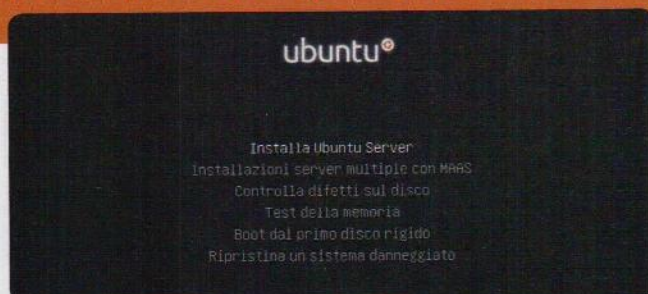 ubuntu
Installa Ubuntu Server
Installazioni server multiple con MAAS
Controlla difetti sul disco
Test della memoria
Boot dal primo disco rigido
Ripristina un sistema danneggiato